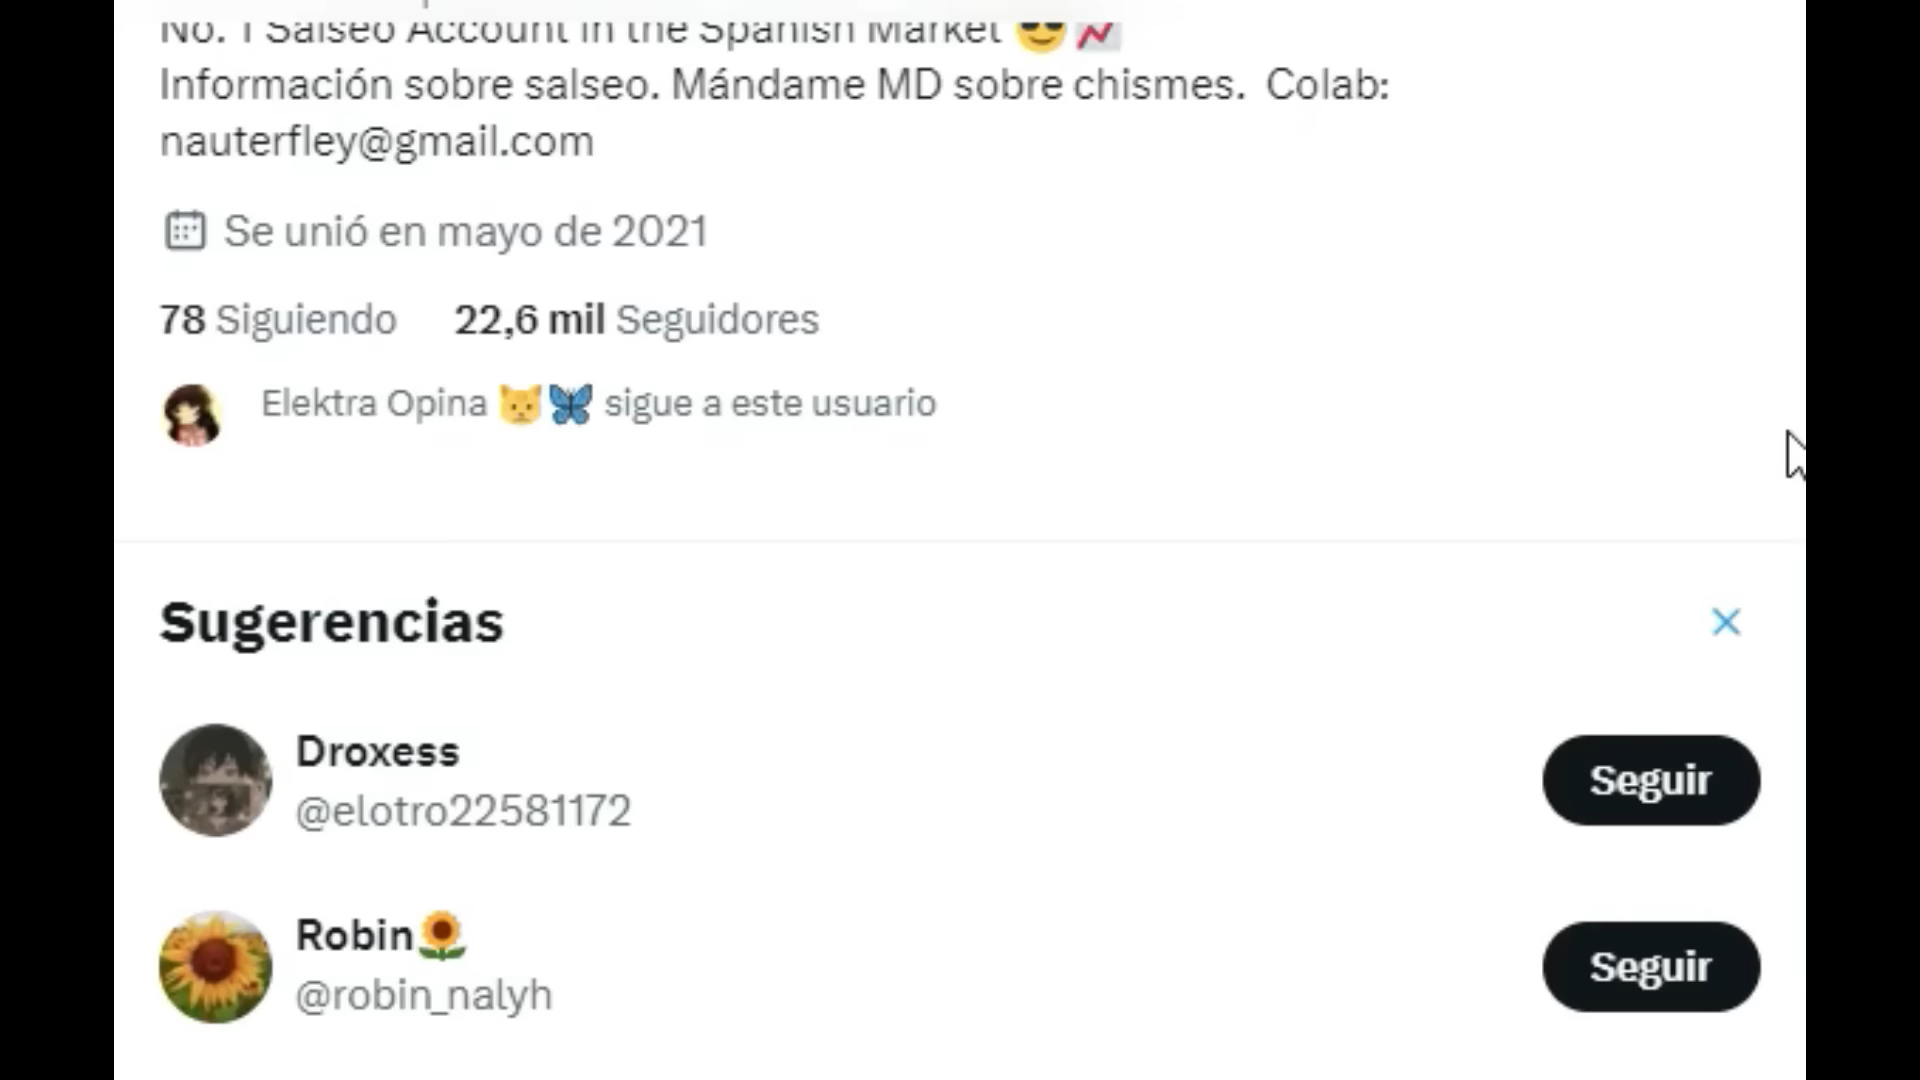 No. 1 Salseo Account in the Spanish Market 😎📈
Información sobre salseo. Mándame MD sobre chismes. Colab:
nauterfley@gmail.com
Se unió en mayo de 2021
78 Siguiendo 22,6 mil Seguidores
Elektra Opina 🐱🦋 sigue a este usuario
Sugerencias
Droxess
@elotro22581172
Seguir
Robin🌻
@robin_nalyh
Seguir